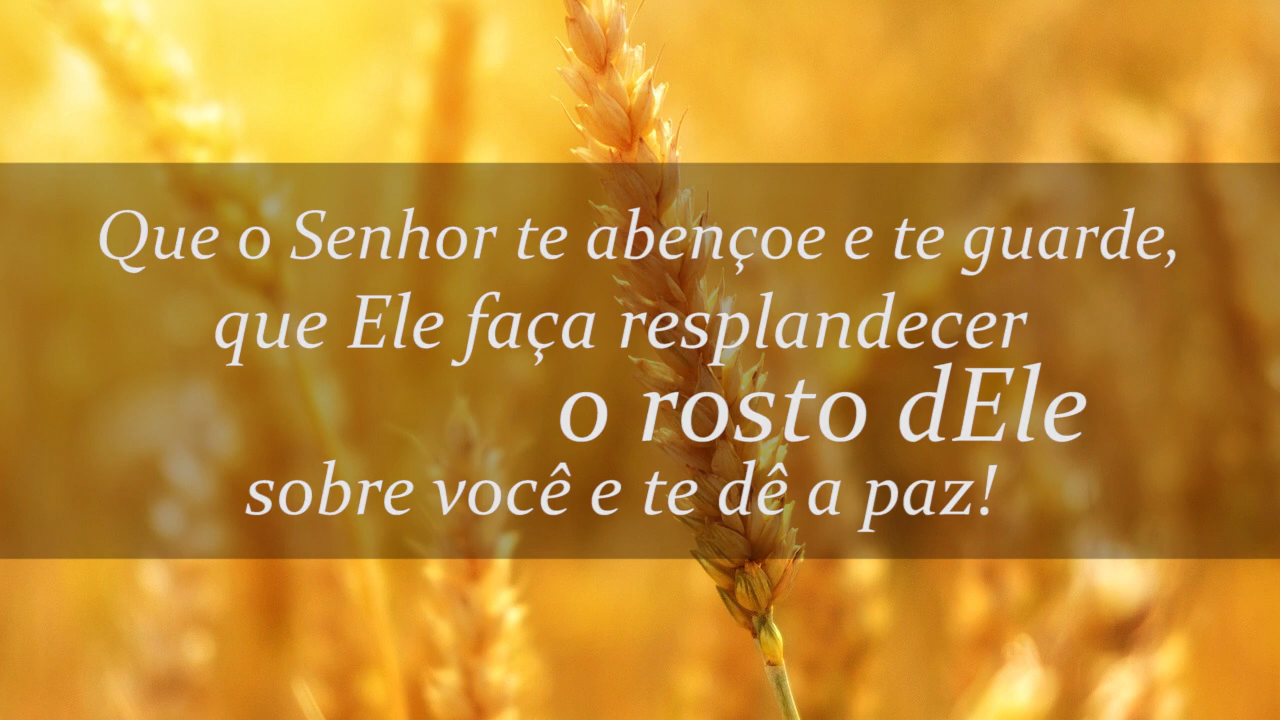 Que o Senhor te abençoe e te guarde,
que Ele faça resplandecer
o rosto dEle
sobre você e te dê a paz!